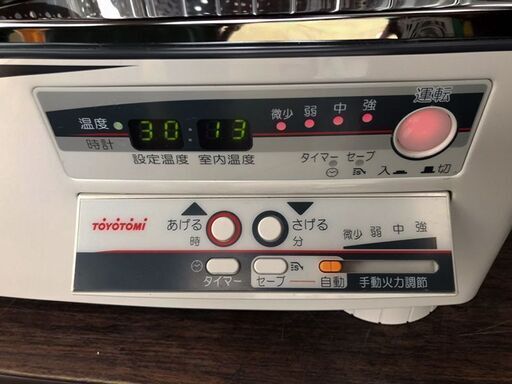 微少 弱 中 強 運転
温度 30 13
時計 設定温度 室内温度 タイマー セーブ
入 切
TOYOTOMI あげる さげる 微少 弱 中 強
時 分
タイマー セーブ 自動 手動火力調節